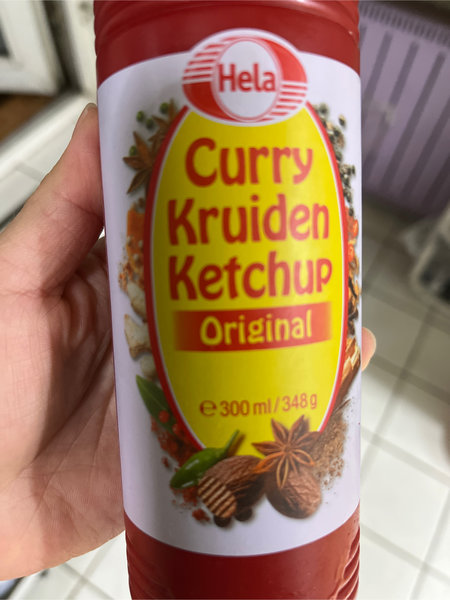 Hela
Curry
Kruiden
Ketchup
Original
℮ 300 ml / 348 g